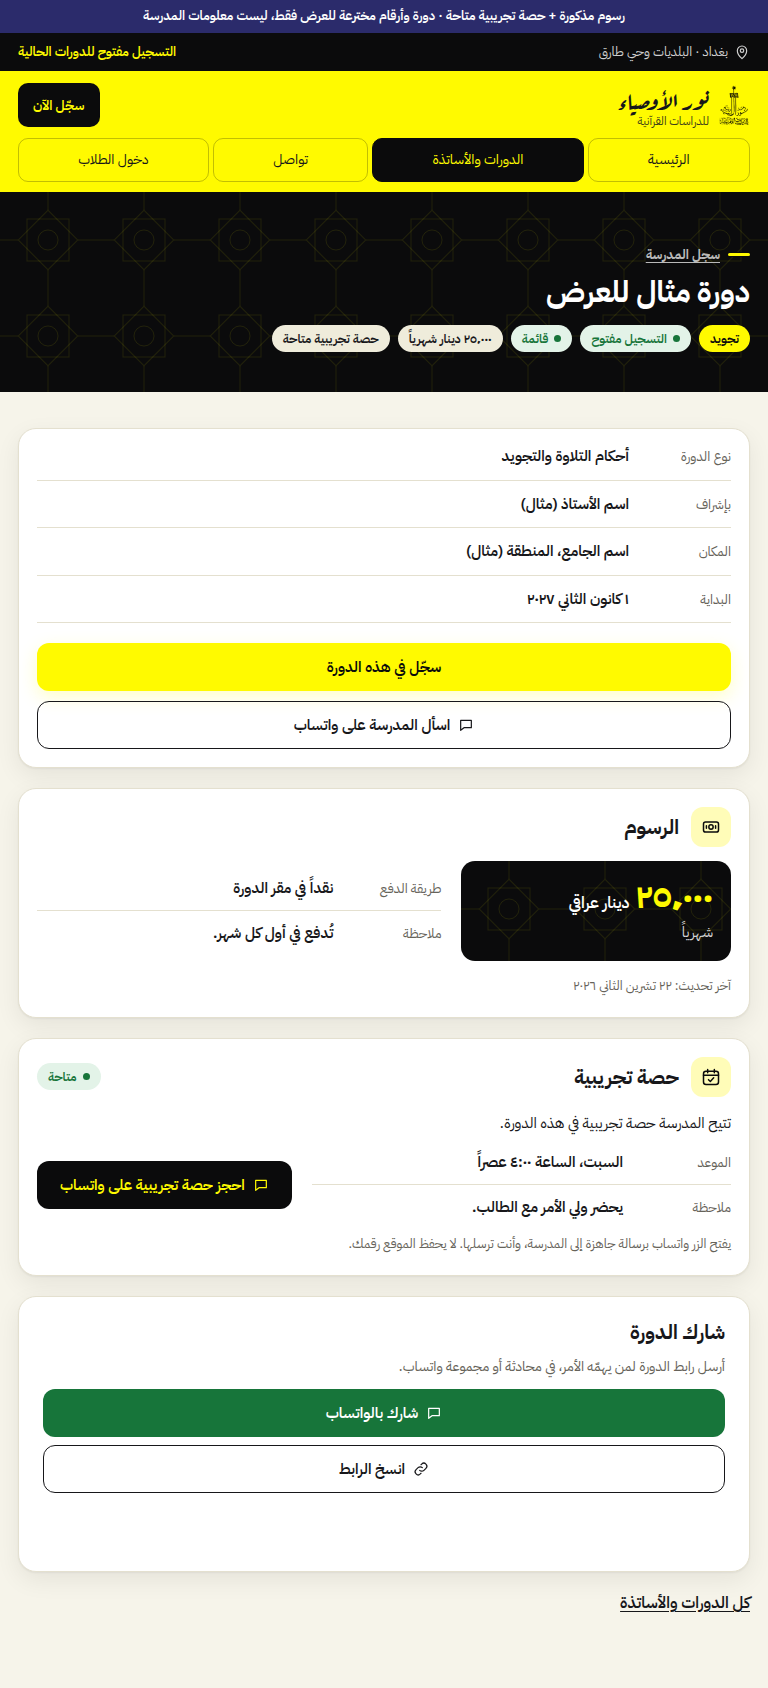 رسوم مذكورة + حصة تجريبية متاحة · دورة وأرقام مخترعة للعرض فقط، ليست معلومات المدرسة
بغداد · البلديات وحي طارق
التسجيل مفتوح للدورات الحالية
نور الأوصياء
للدراسات القرآنية
سجّل الآن
الرئيسية
الدورات والأساتذة
تواصل
دخول الطلاب
سجل المدرسة
دورة مثال للعرض
تجويد
التسجيل مفتوح
قائمة
٢٥٬٠٠٠ دينار شهرياً
حصة تجريبية متاحة
نوع الدورة
أحكام التلاوة والتجويد
بإشراف
اسم الأستاذ (مثال)
المكان
اسم الجامع، المنطقة (مثال)
البداية
١ كانون الثاني ٢٠٢٧
سجّل في هذه الدورة
اسأل المدرسة على واتساب
الرسوم
٢٥٬٠٠٠ دينار عراقي
شهرياً
طريقة الدفع
نقداً في مقر الدورة
ملاحظة
تُدفع في أول كل شهر.
آخر تحديث: ٢٢ تشرين الثاني ٢٠٢٦
حصة تجريبية
متاحة
تتيح المدرسة حصة تجريبية في هذه الدورة.
الموعد
السبت، الساعة ٤:٠٠ عصراً
ملاحظة
يحضر ولي الأمر مع الطالب.
احجز حصة تجريبية على واتساب
يفتح الزر واتساب برسالة جاهزة إلى المدرسة، وأنت ترسلها. لا يحفظ الموقع رقمك.
شارك الدورة
أرسل رابط الدورة لمن يهمّه الأمر، في محادثة أو مجموعة واتساب.
شارك بالواتساب
انسخ الرابط
كل الدورات والأساتذة